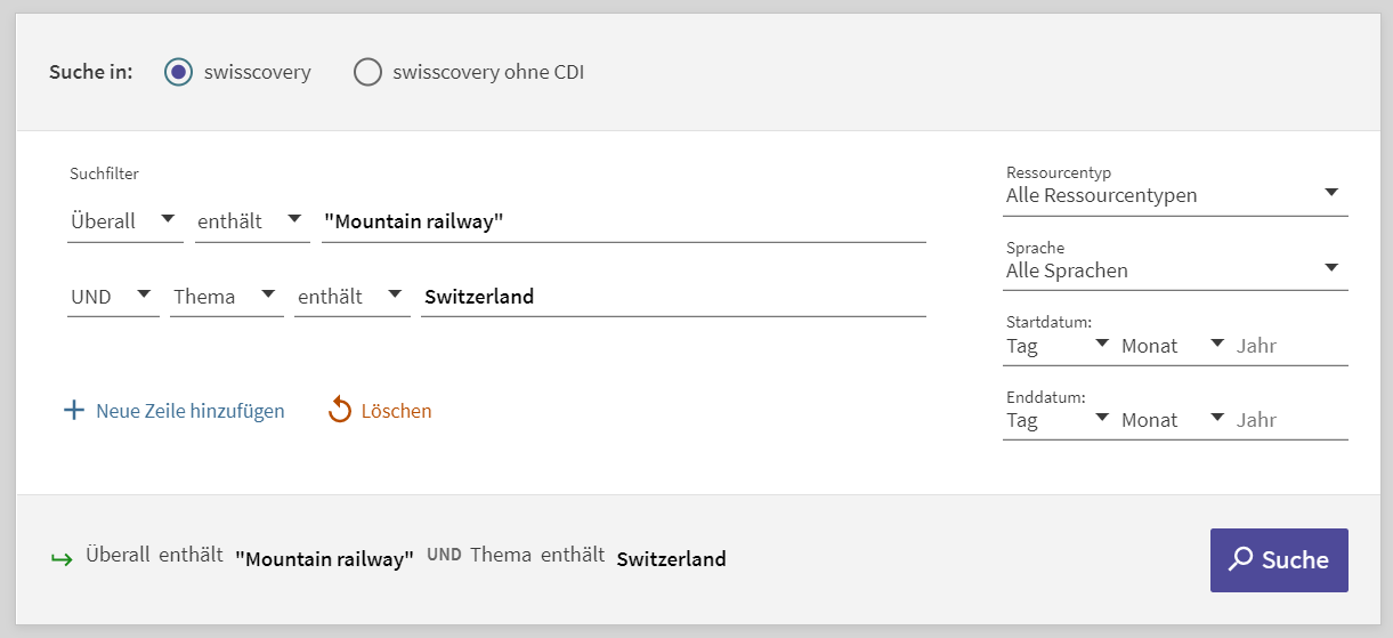 Suche in: swisscovery swisscovery ohne CDI
Suchfilter
Überall enthält "Mountain railway"
UND Thema enthält Switzerland
Neue Zeile hinzufügen Löschen
Ressourcentyp
Alle Ressourcentypen
Sprache
Alle Sprachen
Startdatum:
Tag Monat Jahr
Enddatum:
Tag Monat Jahr
Überall enthält "Mountain railway" UND Thema enthält Switzerland
Suche